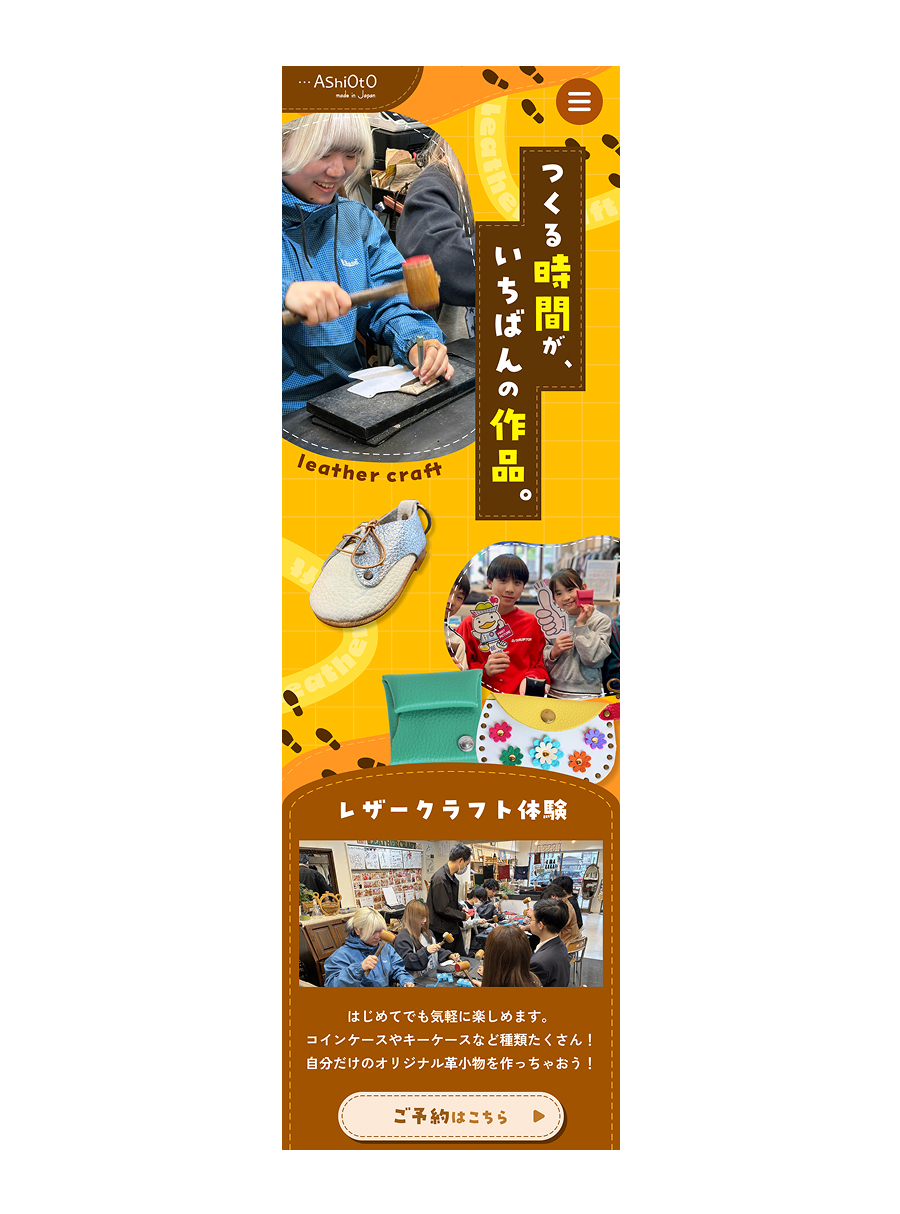 …AShiOtO
made in Japan
leather
craft
つくる時間が、
いちばんの作品。
leather craft
leather
レザークラフト体験
はじめてでも気軽に楽しめます。
コインケースやキーケースなど種類たくさん！
自分だけのオリジナル革小物を作っちゃおう！
ご予約はこちら